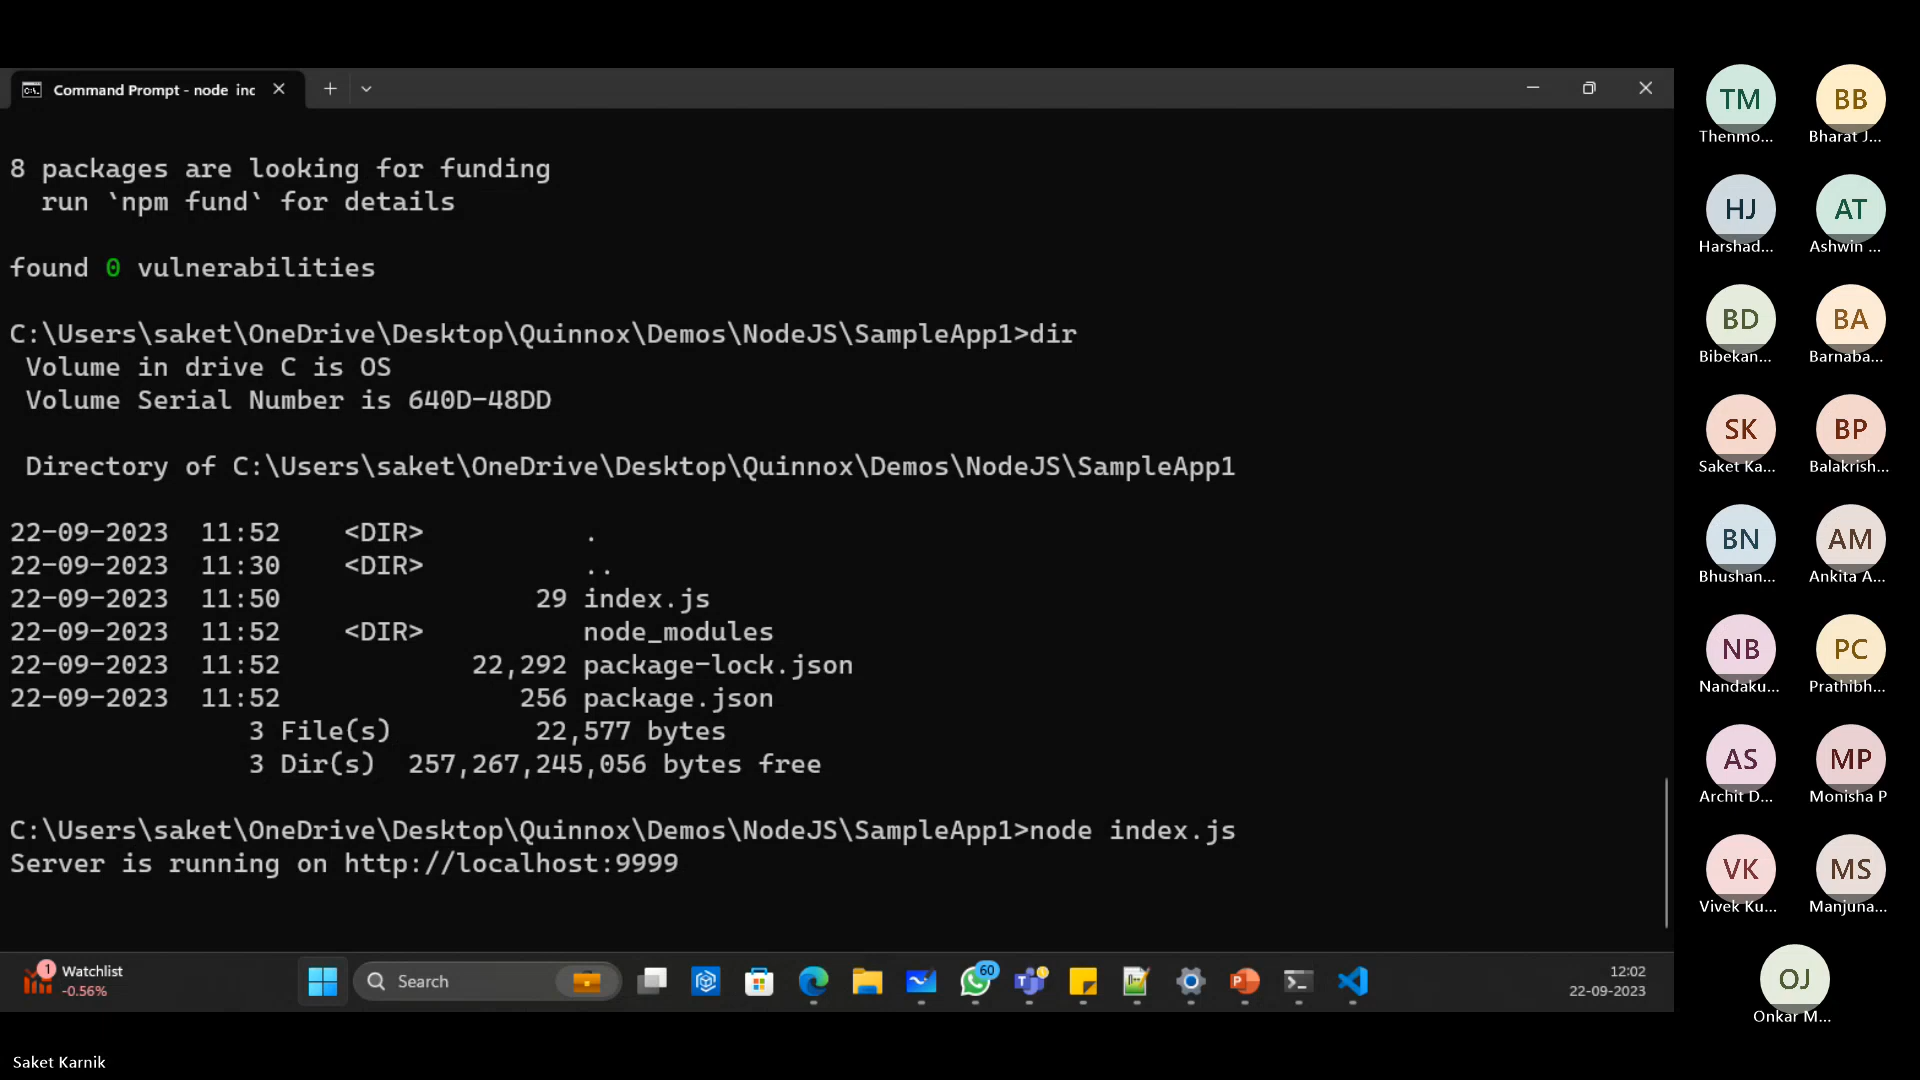 Command Prompt - node inc
8 packages are looking for funding
run `npm fund` for details
found 0 vulnerabilities
C:\Users\saket\OneDrive\Desktop\Quinnox\Demos\NodeJS\SampleApp1>dir
Volume in drive C is OS
Volume Serial Number is 640D-48DD
Directory of C:\Users\saket\OneDrive\Desktop\Quinnox\Demos\NodeJS\SampleApp1
22-09-2023 11:52 <DIR> .
22-09-2023 11:30 <DIR> ..
22-09-2023 11:50 29 index.js
22-09-2023 11:52 <DIR> node_modules
22-09-2023 11:52 22,292 package-lock.json
22-09-2023 11:52 256 package.json
3 File(s) 22,577 bytes
3 Dir(s) 257,267,245,056 bytes free
C:\Users\saket\OneDrive\Desktop\Quinnox\Demos\NodeJS\SampleApp1>node index.js
Server is running on http://localhost:9999
1
Watchlist
-0.56%
Search
60
12:02
22-09-2023
Saket Karnik
TM BB
Thenmo... Bharat J...
HJ AT
Harshad... Ashwin ...
BD BA
Bibekan... Barnaba...
SK BP
Saket Ka... Balakrish...
BN AM
Bhushan... Ankita A...
NB PC
Nandaku... Prathibh...
AS MP
Archit D... Monisha P
VK MS
Vivek Ku... Manjuna...
OJ
Onkar M...